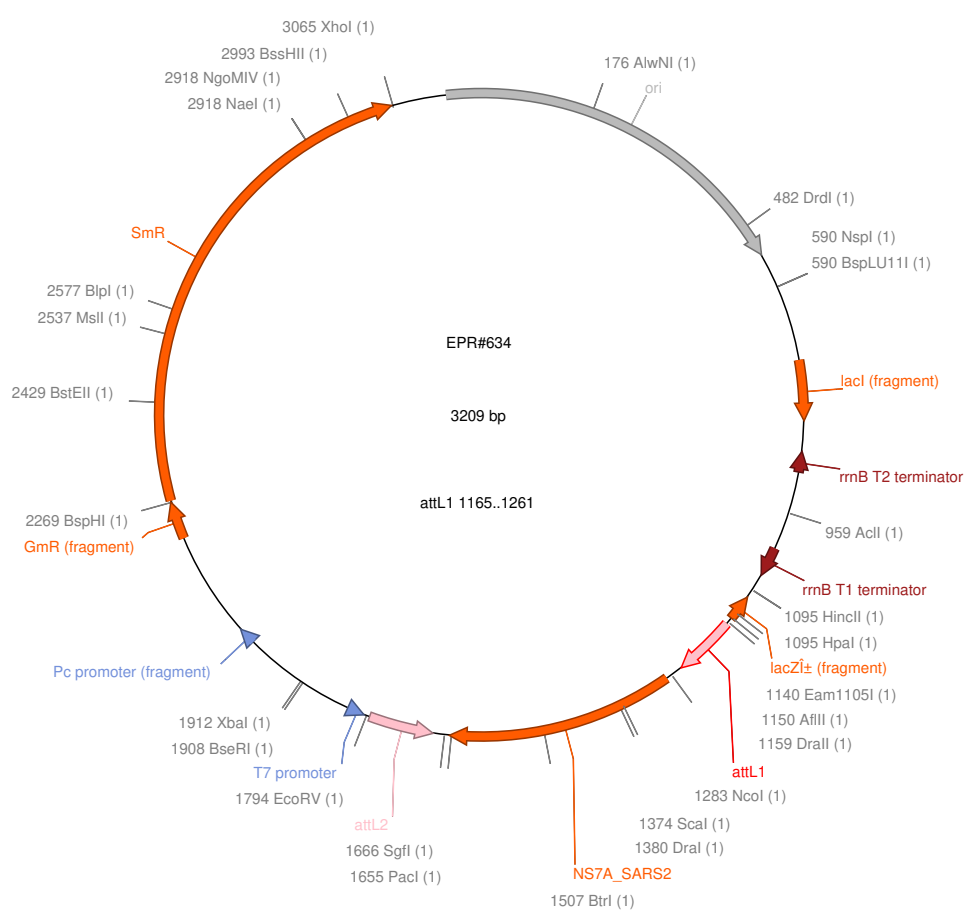 3065 XhoI (1)
2993 BssHII (1)
2918 NgoMIV (1)
2918 NaeI (1)
176 AlwNI (1)
ori
482 DrdI (1)
590 NspI (1)
590 BspLU11I (1)
SmR
2577 BlpI (1)
2537 MslI (1)
2429 BstEII (1)
EPR#634
3209 bp
attL1 1165..1261
lacI (fragment)
rrnB T2 terminator
959 AclI (1)
2269 BspHI (1)
GmR (fragment)
rrnB T1 terminator
1095 HincII (1)
1095 HpaI (1)
lacZÎ± (fragment)
1140 Eam1105I (1)
1150 AflII (1)
1159 DraII (1)
attL1
1283 NcoI (1)
1374 ScaI (1)
1380 DraI (1)
NS7A_SARS2
1507 BtrI (1)
Pc promoter (fragment)
1912 XbaI (1)
1908 BseRI (1)
T7 promoter
1794 EcoRV (1)
attL2
1666 SgfI (1)
1655 PacI (1)